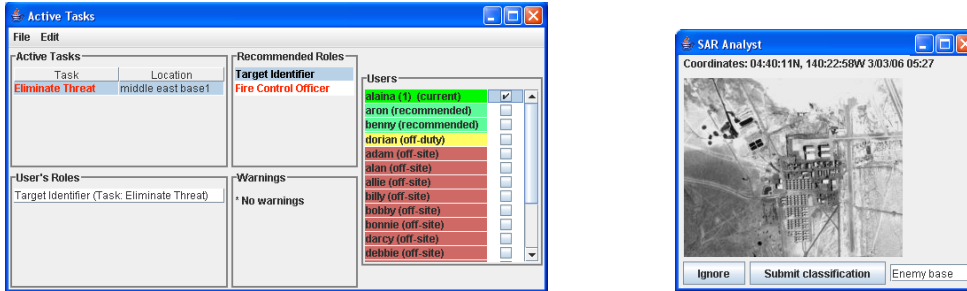 Active Tasks
File Edit
Active Tasks
Task Location
Eliminate Threat middle east base1
Recommended Roles
Target Identifier
Fire Control Officer
Users
alaina (1) (current)
aron (recommended)
benny (recommended)
dorian (off-duty)
adam (off-site)
alan (off-site)
allie (off-site)
billy (off-site)
bobby (off-site)
bonnie (off-site)
darcy (off-site)
debbie (off-site)
User's Roles
Target Identifier (Task: Eliminate Threat)
Warnings
* No warnings
SAR Analyst
Coordinates: 04:40:11N, 140:22:58W 3/03/06 05:27
Ignore Submit classification Enemy base